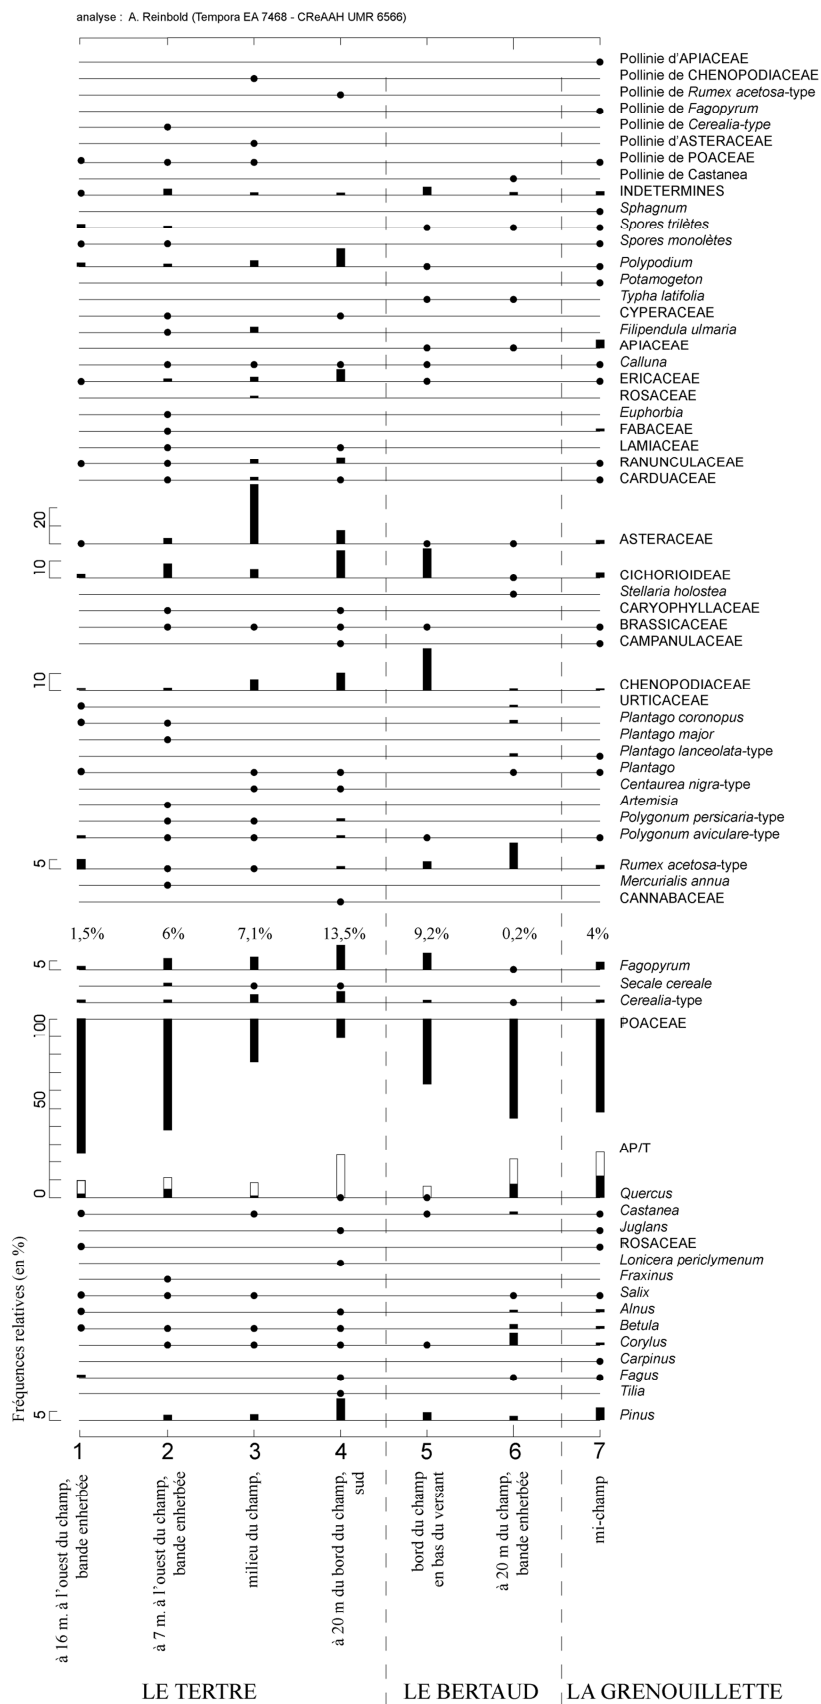 analyse : A. Reinbold (Tempora EA 7468 - CReAAH UMR 6566)
Pollinie d'APIACEAE
Pollinie de CHENOPODIACEAE
Pollinie de Rumex acetosa-type
Pollinie de Fagopyrum
Pollinie de Cerealia-type
Pollinie d'ASTERACEAE
Pollinie de POACEAE
Pollinie de Castanea
INDETERMINES
Sphagnum
Spores trilètes
Spores monolètes
Polypodium
Potamogeton
Typha latifolia
CYPERACEAE
Filipendula ulmaria
APIACEAE
Calluna
ERICACEAE
ROSACEAE
Euphorbia
FABACEAE
LAMIACEAE
RANUNCULACEAE
CARDUACEAE
20
ASTERACEAE
10
CICHORIOIDEAE
Stellaria holostea
CARYOPHYLLACEAE
BRASSICACEAE
CAMPANULACEAE
10
CHENOPODIACEAE
URTICACEAE
Plantago coronopus
Plantago major
Plantago lanceolata-type
Plantago
Centaurea nigra-type
Artemisia
Polygonum persicaria-type
Polygonum aviculare-type
5
Rumex acetosa-type
Mercurialis annua
CANNABACEAE
1,5% 6% 7,1% 13,5% 9,2% 0,2% 4%
5
Fagopyrum
Secale cereale
Cerealia-type
100
POACEAE
50
AP/T
0
Quercus
Castanea
Juglans
ROSACEAE
Lonicera periclymenum
Fraxinus
Salix
Alnus
Betula
Corylus
Carpinus
Fagus
Tilia
5
Pinus
Fréquences relatives (en %)
1 2 3 4 5 6 7
à 16 m. à l'ouest du champ,
bande enherbée
à 7 m. à l'ouest du champ,
bande enherbée
milieu du champ,
à 20 m du bord du champ,
sud
bord du champ
en bas du versant
à 20 m du champ,
bande enherbée
mi-champ
LE TERTRE
LE BERTAUD
LA GRENOUILLETTE